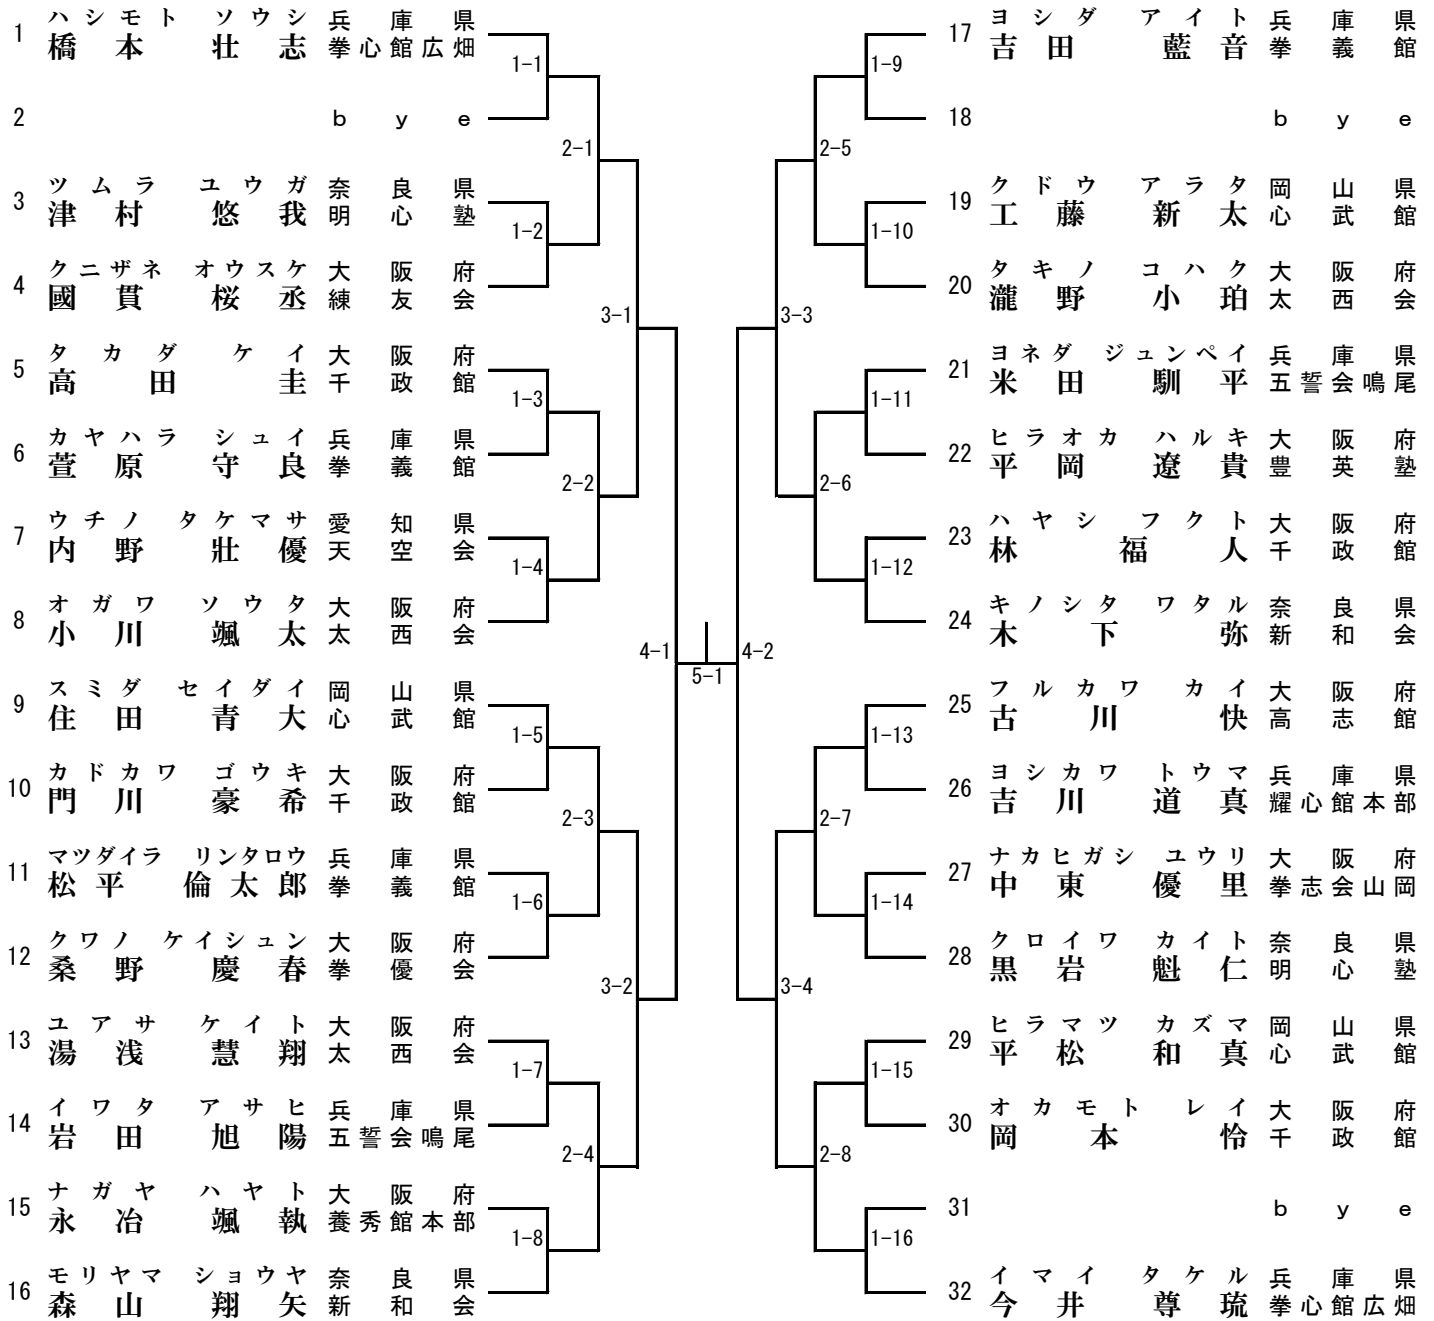 ハシモト ソウシ 兵庫県
1 橋本 壮志 拳心館広畑
1-1
2 bye
2-1
ツムラ ユウガ 奈良県
3 津村 悠我 明心塾
1-2
クニザネ オウスケ 大阪府
4 國貫 桜丞 練友会
3-1
タカダ ケイ 大阪府
5 高田 圭 千政館
1-3
カヤハラ シュイ 兵庫県
6 萱原 守良 拳義館
2-2
ウチノ タケマサ 愛知県
7 内野 壮優 天空会
1-4
オガワ ソウタ 大阪府
8 小川 颯太 太西会
4-1
スミダ セイダイ 岡山県
9 住田 青大 心武館
1-5
カドカワ ゴウキ 大阪府
10 門川 豪希 千政館
2-3
マツダイラ リンタロウ 兵庫県
11 松平 倫太郎 拳義館
1-6
クワノ ケイシュン 大阪府
12 桑野 慶春 拳優会
3-2
ユアサ ケイト 大阪府
13 湯浅 慧翔 太西会
1-7
イワタ アサヒ 兵庫県
14 岩田 旭陽 五誓会鳴尾
2-4
ナガヤ ハヤト 大阪府
15 永冶 颯執 養秀館本部
1-8
モリヤマ ショウヤ 奈良県
16 森山 翔矢 新和会
5-1
ヨシダ アイト 兵庫県
17 吉田 藍音 拳義館
1-9
18 bye
2-5
クドウ アラタ 岡山県
19 工藤 新太 心武館
1-10
タキノ コハク 大阪府
20 瀧野 小珀 太西会
3-3
ヨネダ ジュンペイ 兵庫県
21 米田 馴平 五誓会鳴尾
1-11
ヒラオカ ハルキ 大阪府
22 平岡 遼貴 豊英塾
2-6
ハヤシ フクト 大阪府
23 林 福人 千政館
1-12
キノシタ ワタル 奈良県
24 木下 弥 新和会
4-2
フルカワ カイ 大阪府
25 古川 快 高志館
1-13
ヨシカワ トウマ 兵庫県
26 吉川 道真 耀心館本部
2-7
ナカヒガシ ユウリ 大阪府
27 中東 優里 拳志会山岡
1-14
クロイワ カイト 奈良県
28 黒岩 魁仁 明心塾
3-4
ヒラマツ カズマ 岡山県
29 平松 和真 心武館
1-15
オカモト レイ 大阪府
30 岡本 怜 千政館
2-8
31 bye
1-16
イマイ タケル 兵庫県
32 今井 尊琉 拳心館広畑